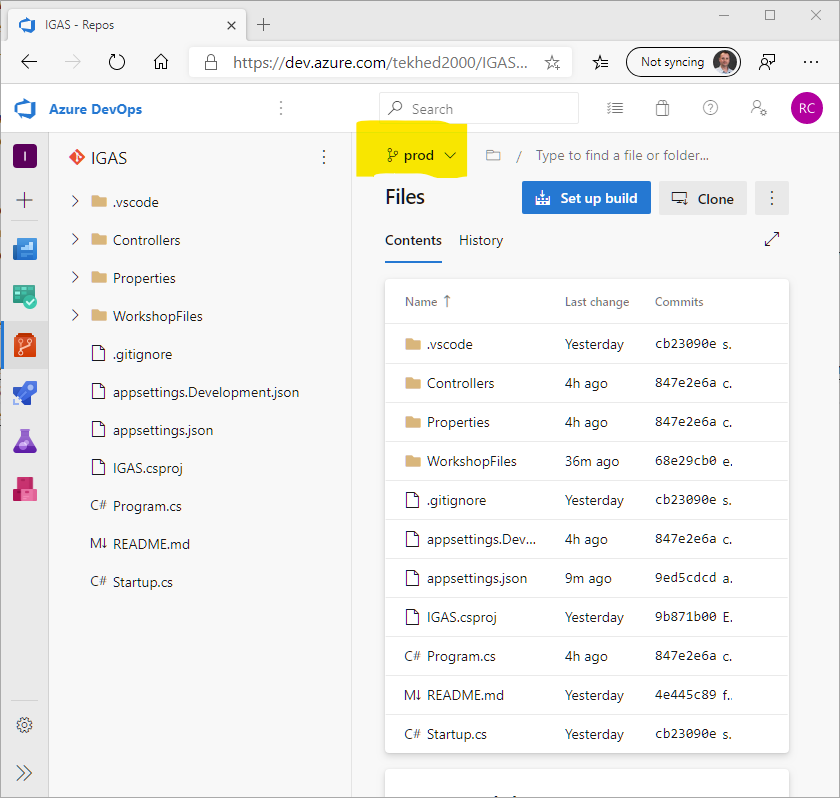 IGAS - Repos
https://dev.azure.com/tekhed2000/IGAS...
Not syncing
Azure DevOps
Search
RC
I
IGAS
prod
/ Type to find a file or folder...
Files
Set up build
Clone
Contents
History
.vscode
Controllers
Properties
WorkshopFiles
.gitignore
appsettings.Development.json
appsettings.json
IGAS.csproj
C# Program.cs
M↓ README.md
C# Startup.cs
Name ↑ Last change Commits
.vscode Yesterday cb23090e s.
Controllers 4h ago 847e2e6a c.
Properties 4h ago 847e2e6a c.
WorkshopFiles 36m ago 68e29cb0 e.
.gitignore Yesterday cb23090e s.
appsettings.Dev... 4h ago 847e2e6a c.
appsettings.json 9m ago 9ed5cdcd a.
IGAS.csproj Yesterday 9b871b00 E.
C# Program.cs 4h ago 847e2e6a c.
M↓ README.md Yesterday 4e445c89 f..
C# Startup.cs Yesterday cb23090e s.